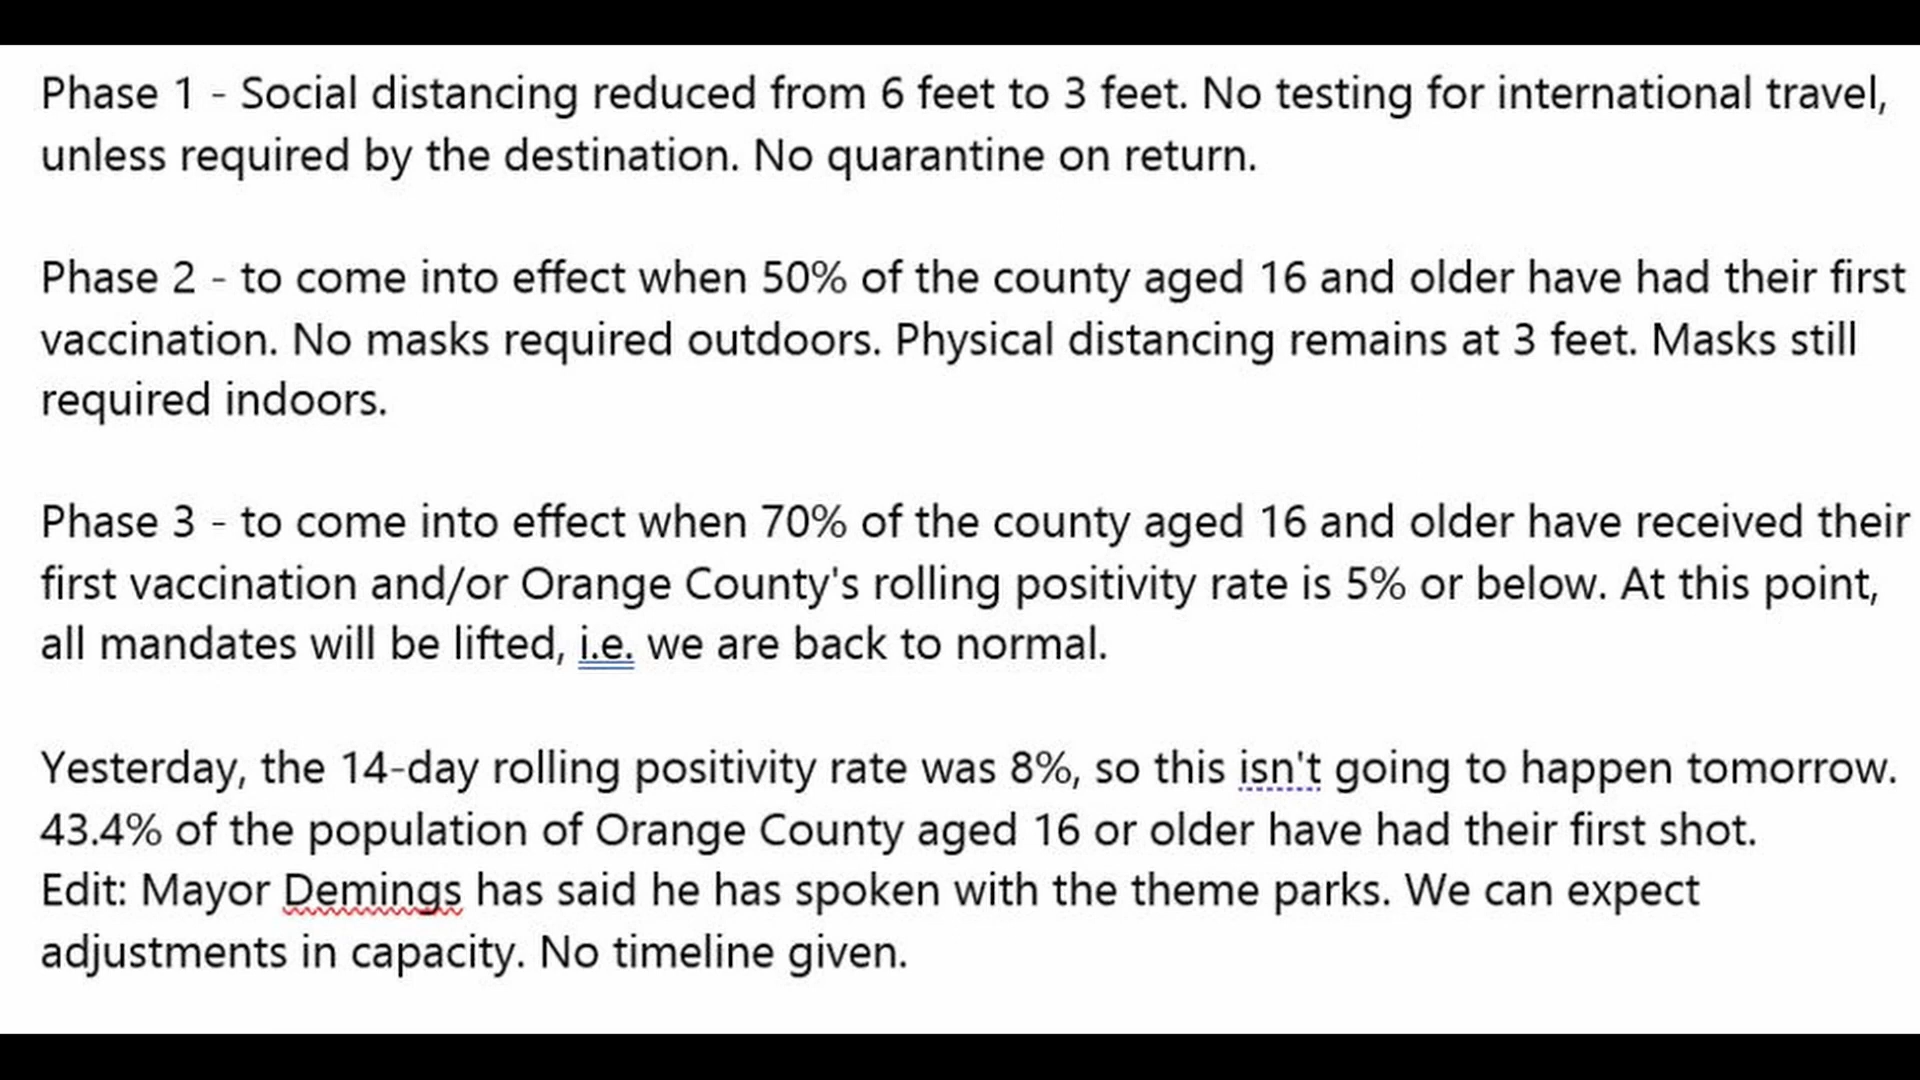 Phase 1 - Social distancing reduced from 6 feet to 3 feet. No testing for international travel,
unless required by the destination. No quarantine on return.
Phase 2 - to come into effect when 50% of the county aged 16 and older have had their first
vaccination. No masks required outdoors. Physical distancing remains at 3 feet. Masks still
required indoors.
Phase 3 - to come into effect when 70% of the county aged 16 and older have received their
first vaccination and/or Orange County's rolling positivity rate is 5% or below. At this point,
all mandates will be lifted, i.e. we are back to normal.
Yesterday, the 14-day rolling positivity rate was 8%, so this isn't going to happen tomorrow.
43.4% of the population of Orange County aged 16 or older have had their first shot.
Edit: Mayor Demings has said he has spoken with the theme parks. We can expect
adjustments in capacity. No timeline given.